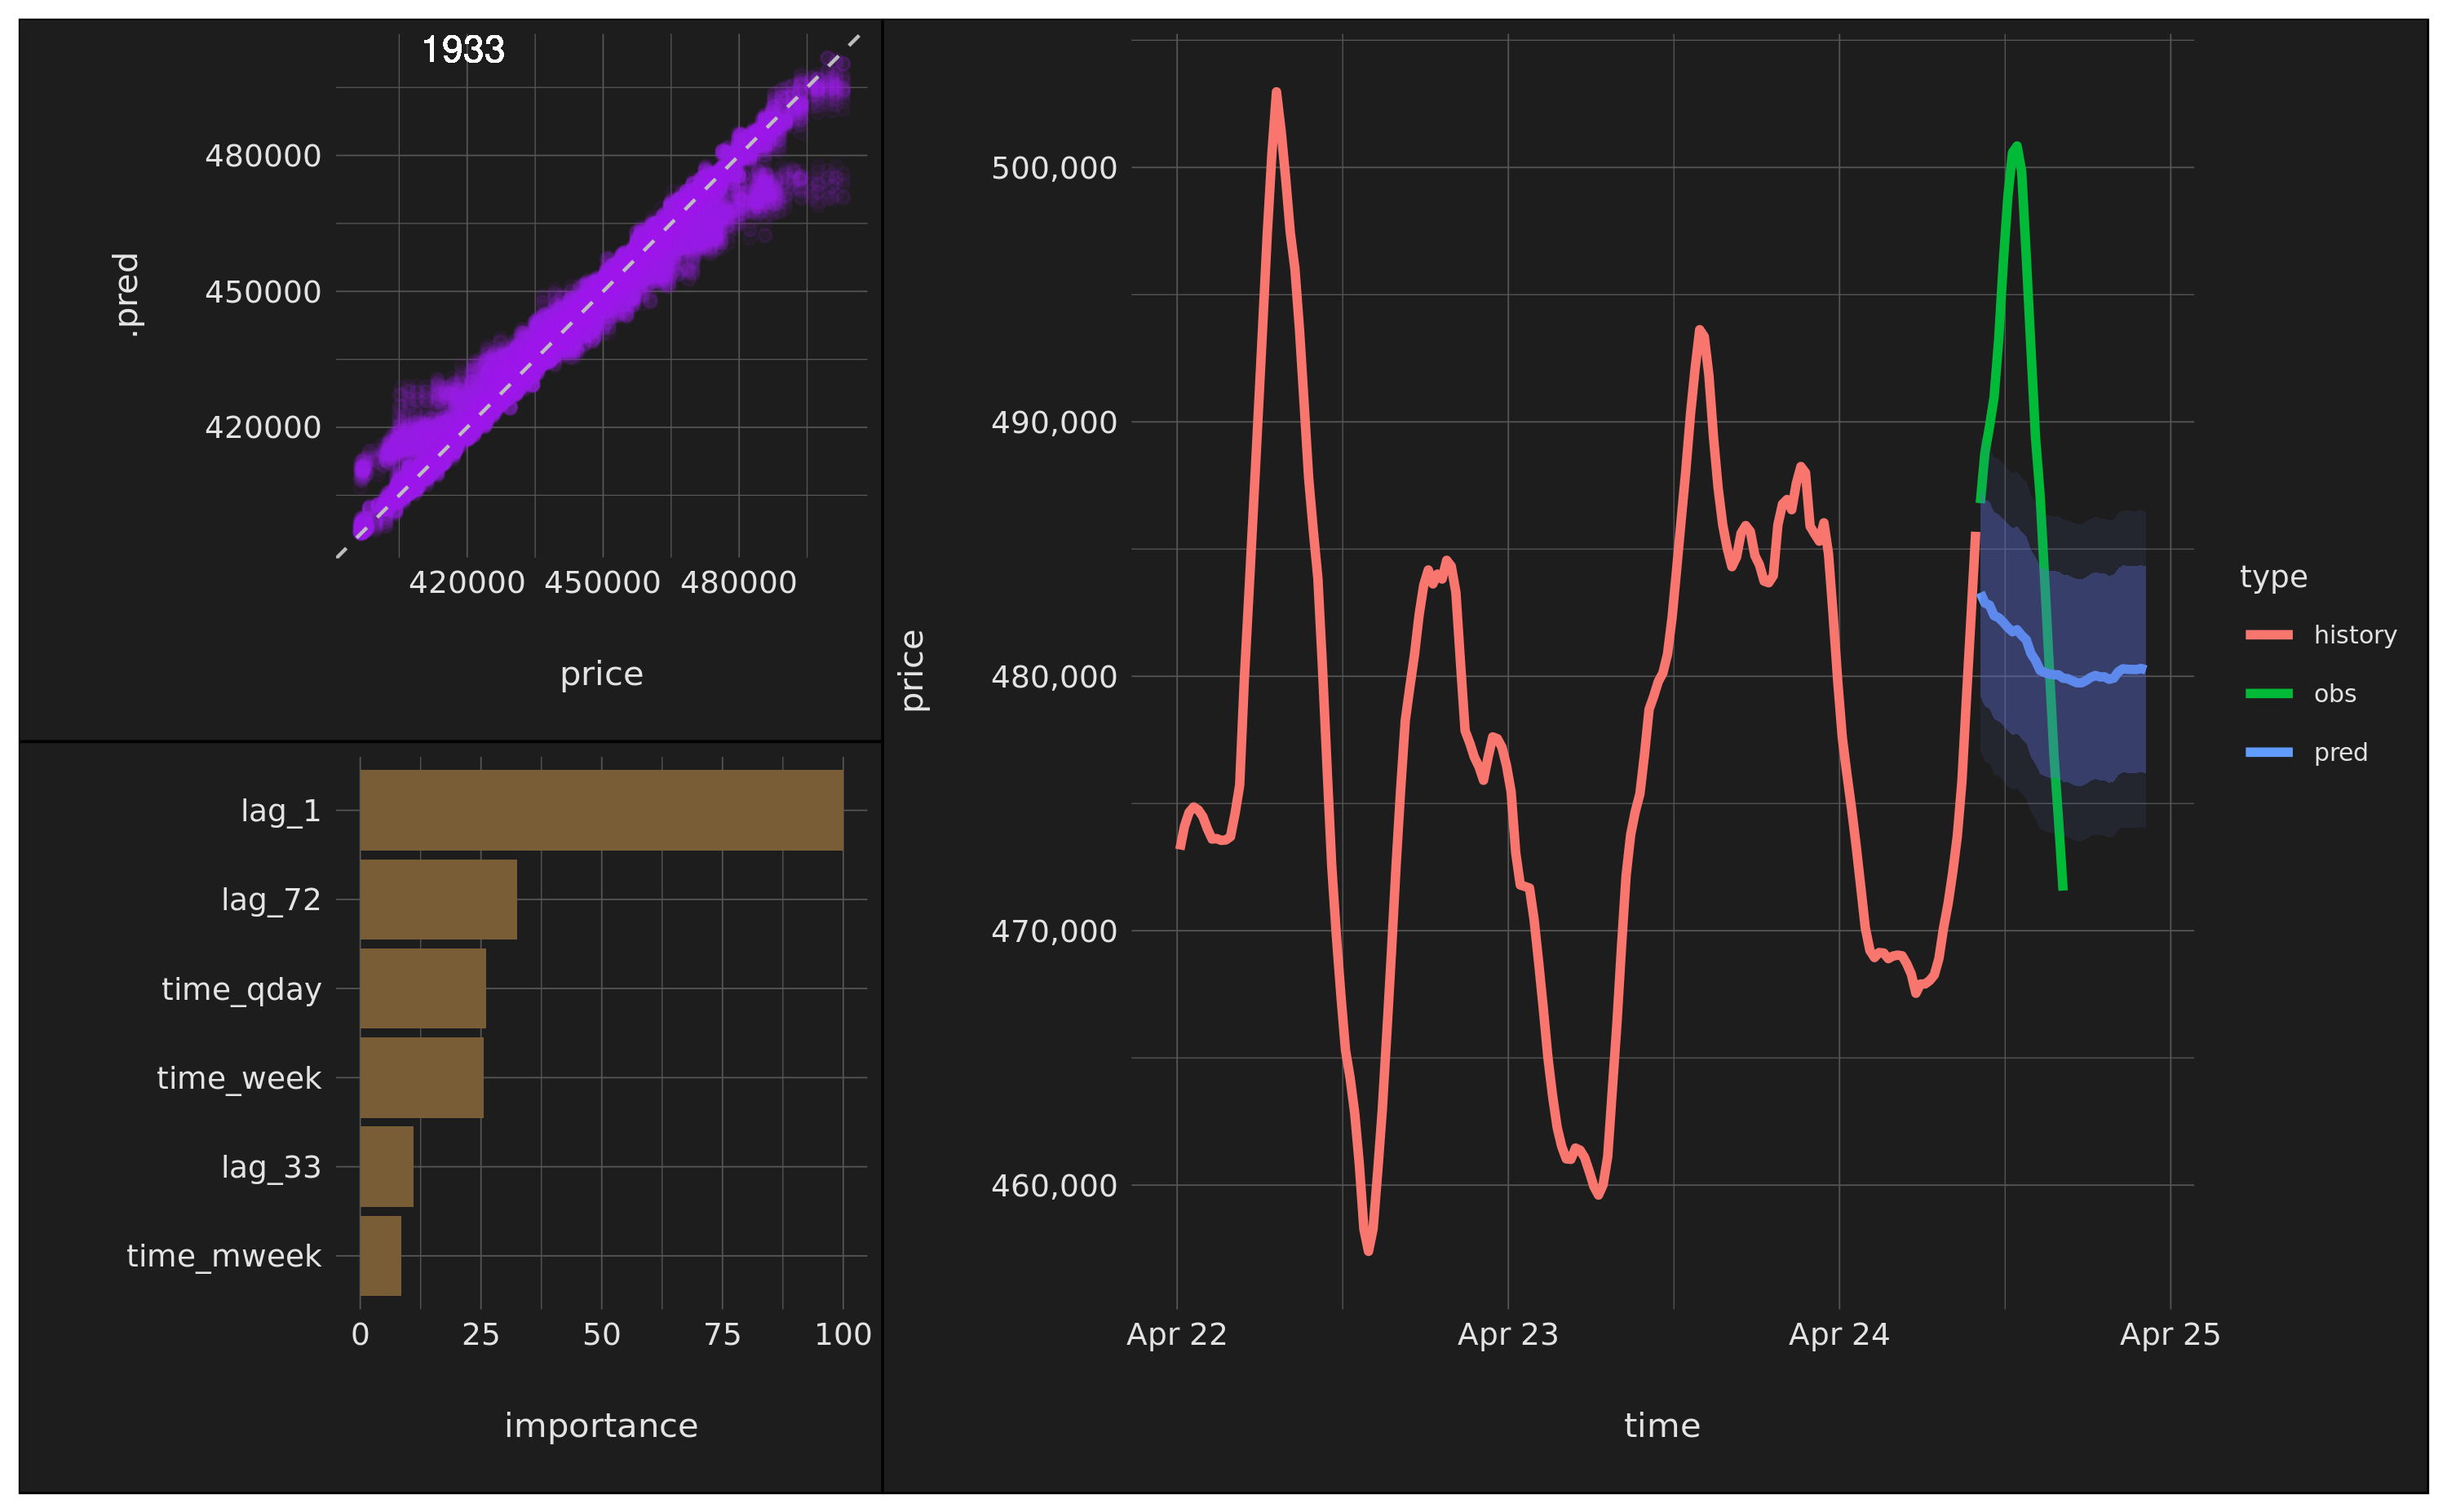 1933
.pred
480000
450000
420000
420000 450000 480000
price
lag_1
lag_72
time_qday
time_week
lag_33
time_mweek
0 25 50 75 100
importance
price
500,000
490,000
480,000
470,000
460,000
Apr 22 Apr 23 Apr 24 Apr 25
time
type
history
obs
pred